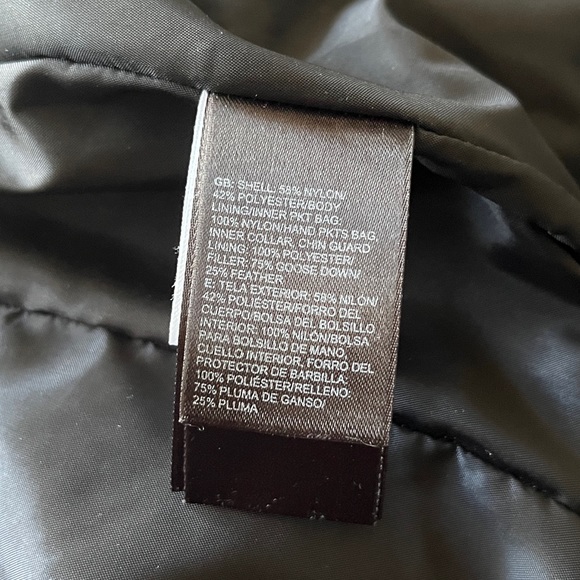 GB: SHELL: 58% NYLON/
42% POLYESTER/BODY
LINING/INNER PKT BAG,
100% NYLON/HAND PKTS BAG,
INNER COLLAR, CHIN GUARD
LINING: 100% POLYESTER/
FILLER: 75% GOOSE DOWN/
25% FEATHER
E: TELA EXTERIOR: 58% NILÓN/
42% POLIÉSTER/FORRO DEL
CUERPO/BOLSA DEL BOLSILLO
INTERIOR: 100% NILÓN/BOLSA
PARA BOLSILLO DE MANO,
CUELLO INTERIOR, FORRO DEL
PROTECTOR DE BARBILLA:
100% POLIÉSTER/RELLENO:
75% PLUMA DE GANSO/
25% PLUMA